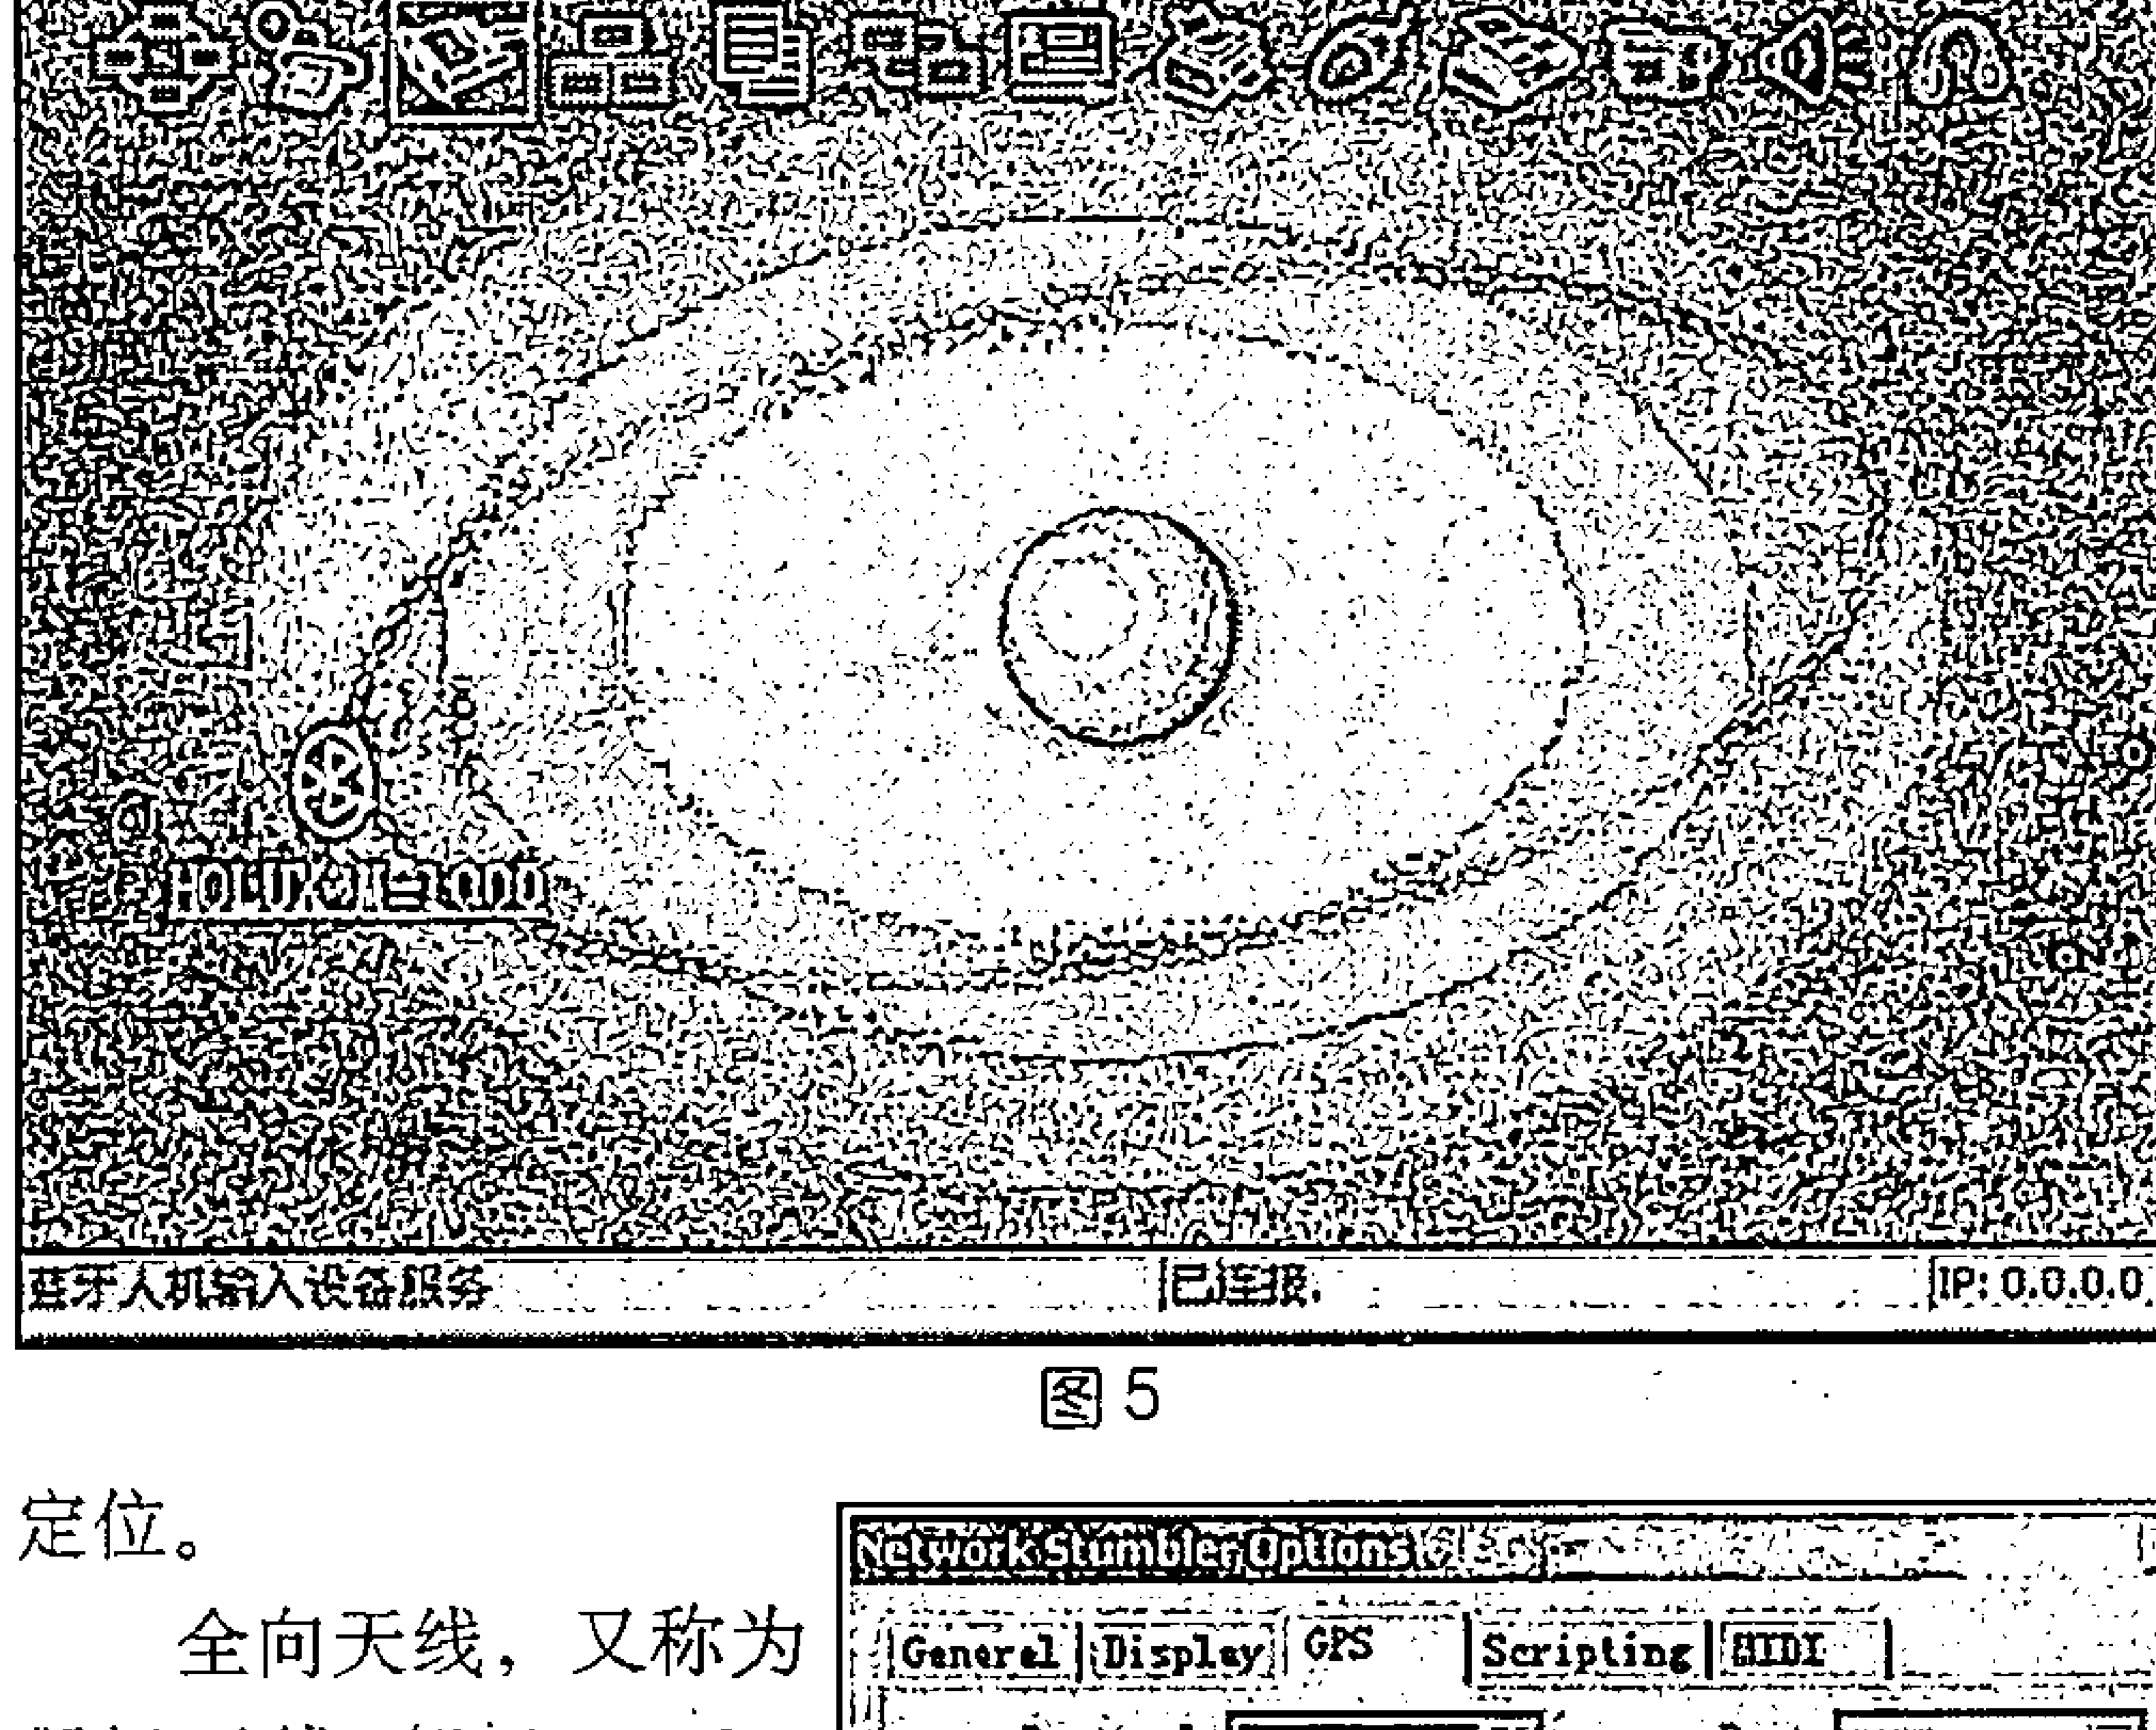 蓝牙人机输入设备服务 已连接. IP: 0.0.0.0
图 5
定位。
全向天线，又称为
Network Stumbler Options
General Display GPS Scripting MIDI